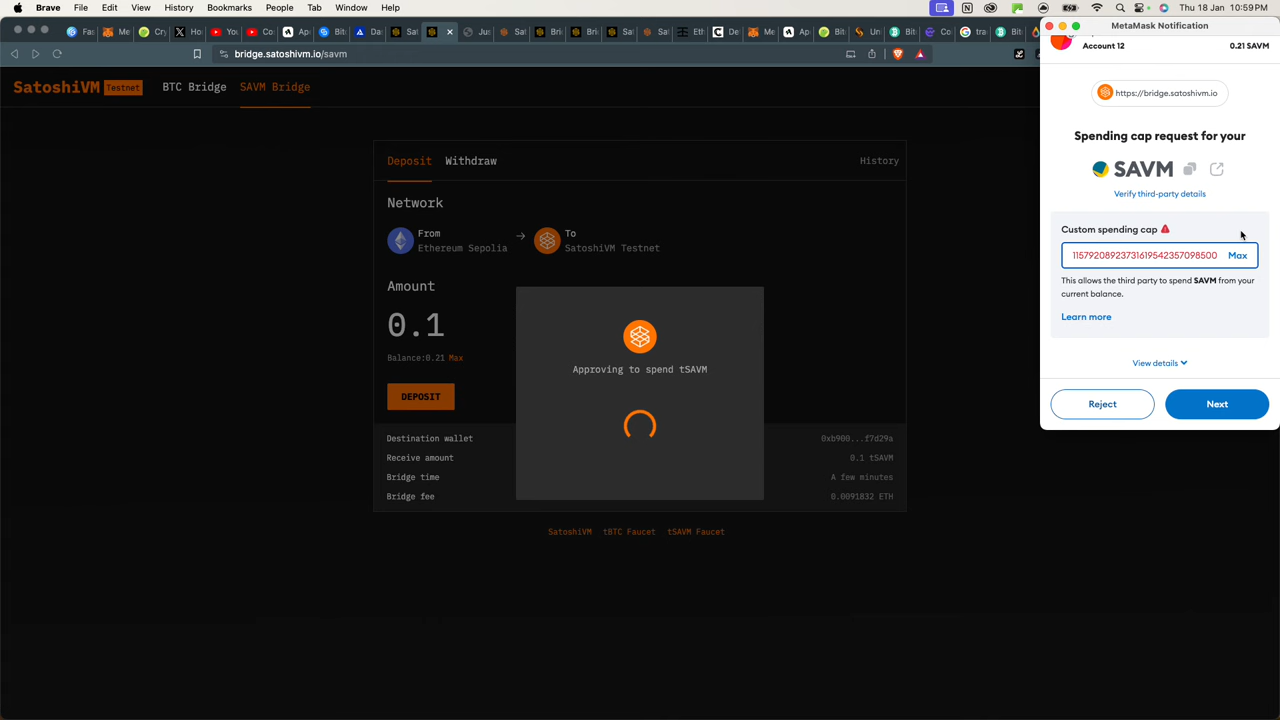 Brave File Edit View History Bookmarks People Tab Window Help Thu 18 Jan 10:59 PM
bridge.satoshivm.io/savm
SatoshiVM Testnet BTC Bridge SAVM Bridge
Deposit Withdraw History
Network
From
Ethereum Sepolia
To
SatoshiVM Testnet
Amount
0.1
Balance:0.21 Max
DEPOSIT
Destination wallet 0xb900...f7d29a
Receive amount 0.1 tSAVM
Bridge time A few minutes
Bridge fee 0.0091832 ETH
SatoshiVM tBTC Faucet tSAVM Faucet
Approving to spend tSAVM
MetaMask Notification
Account 12 0.21 SAVM
https://bridge.satoshivm.io
Spending cap request for your
SAVM
Verify third-party details
Custom spending cap
11579208923731619542357098500 Max
This allows the third party to spend SAVM from your
current balance.
Learn more
View details
Reject Next